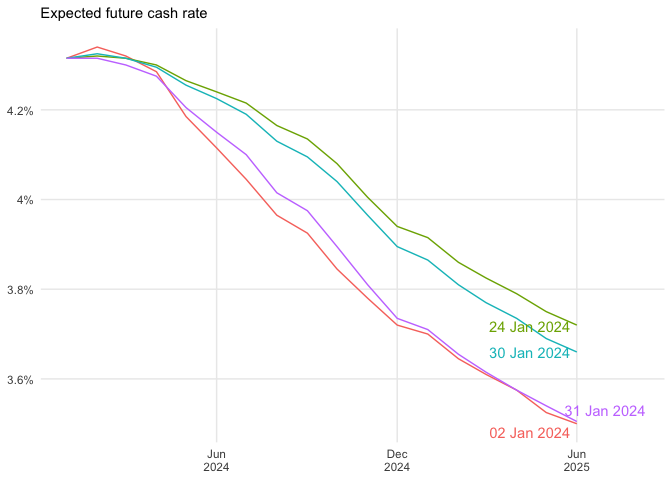 Expected future cash rate
4.2%
4%
3.8%
3.6%
24 Jan 2024
30 Jan 2024
31 Jan 2024
02 Jan 2024
Jun
2024
Dec
2024
Jun
2025